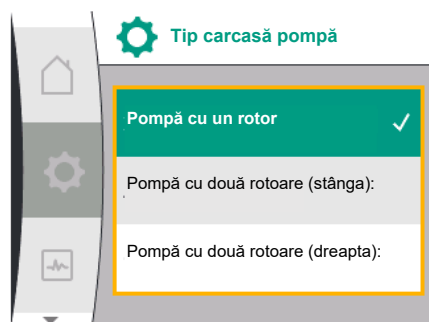 Tip carcasă pompă
Pompă cu un rotor
Pompă cu două rotoare (stânga):
Pompă cu două rotoare (dreapta):